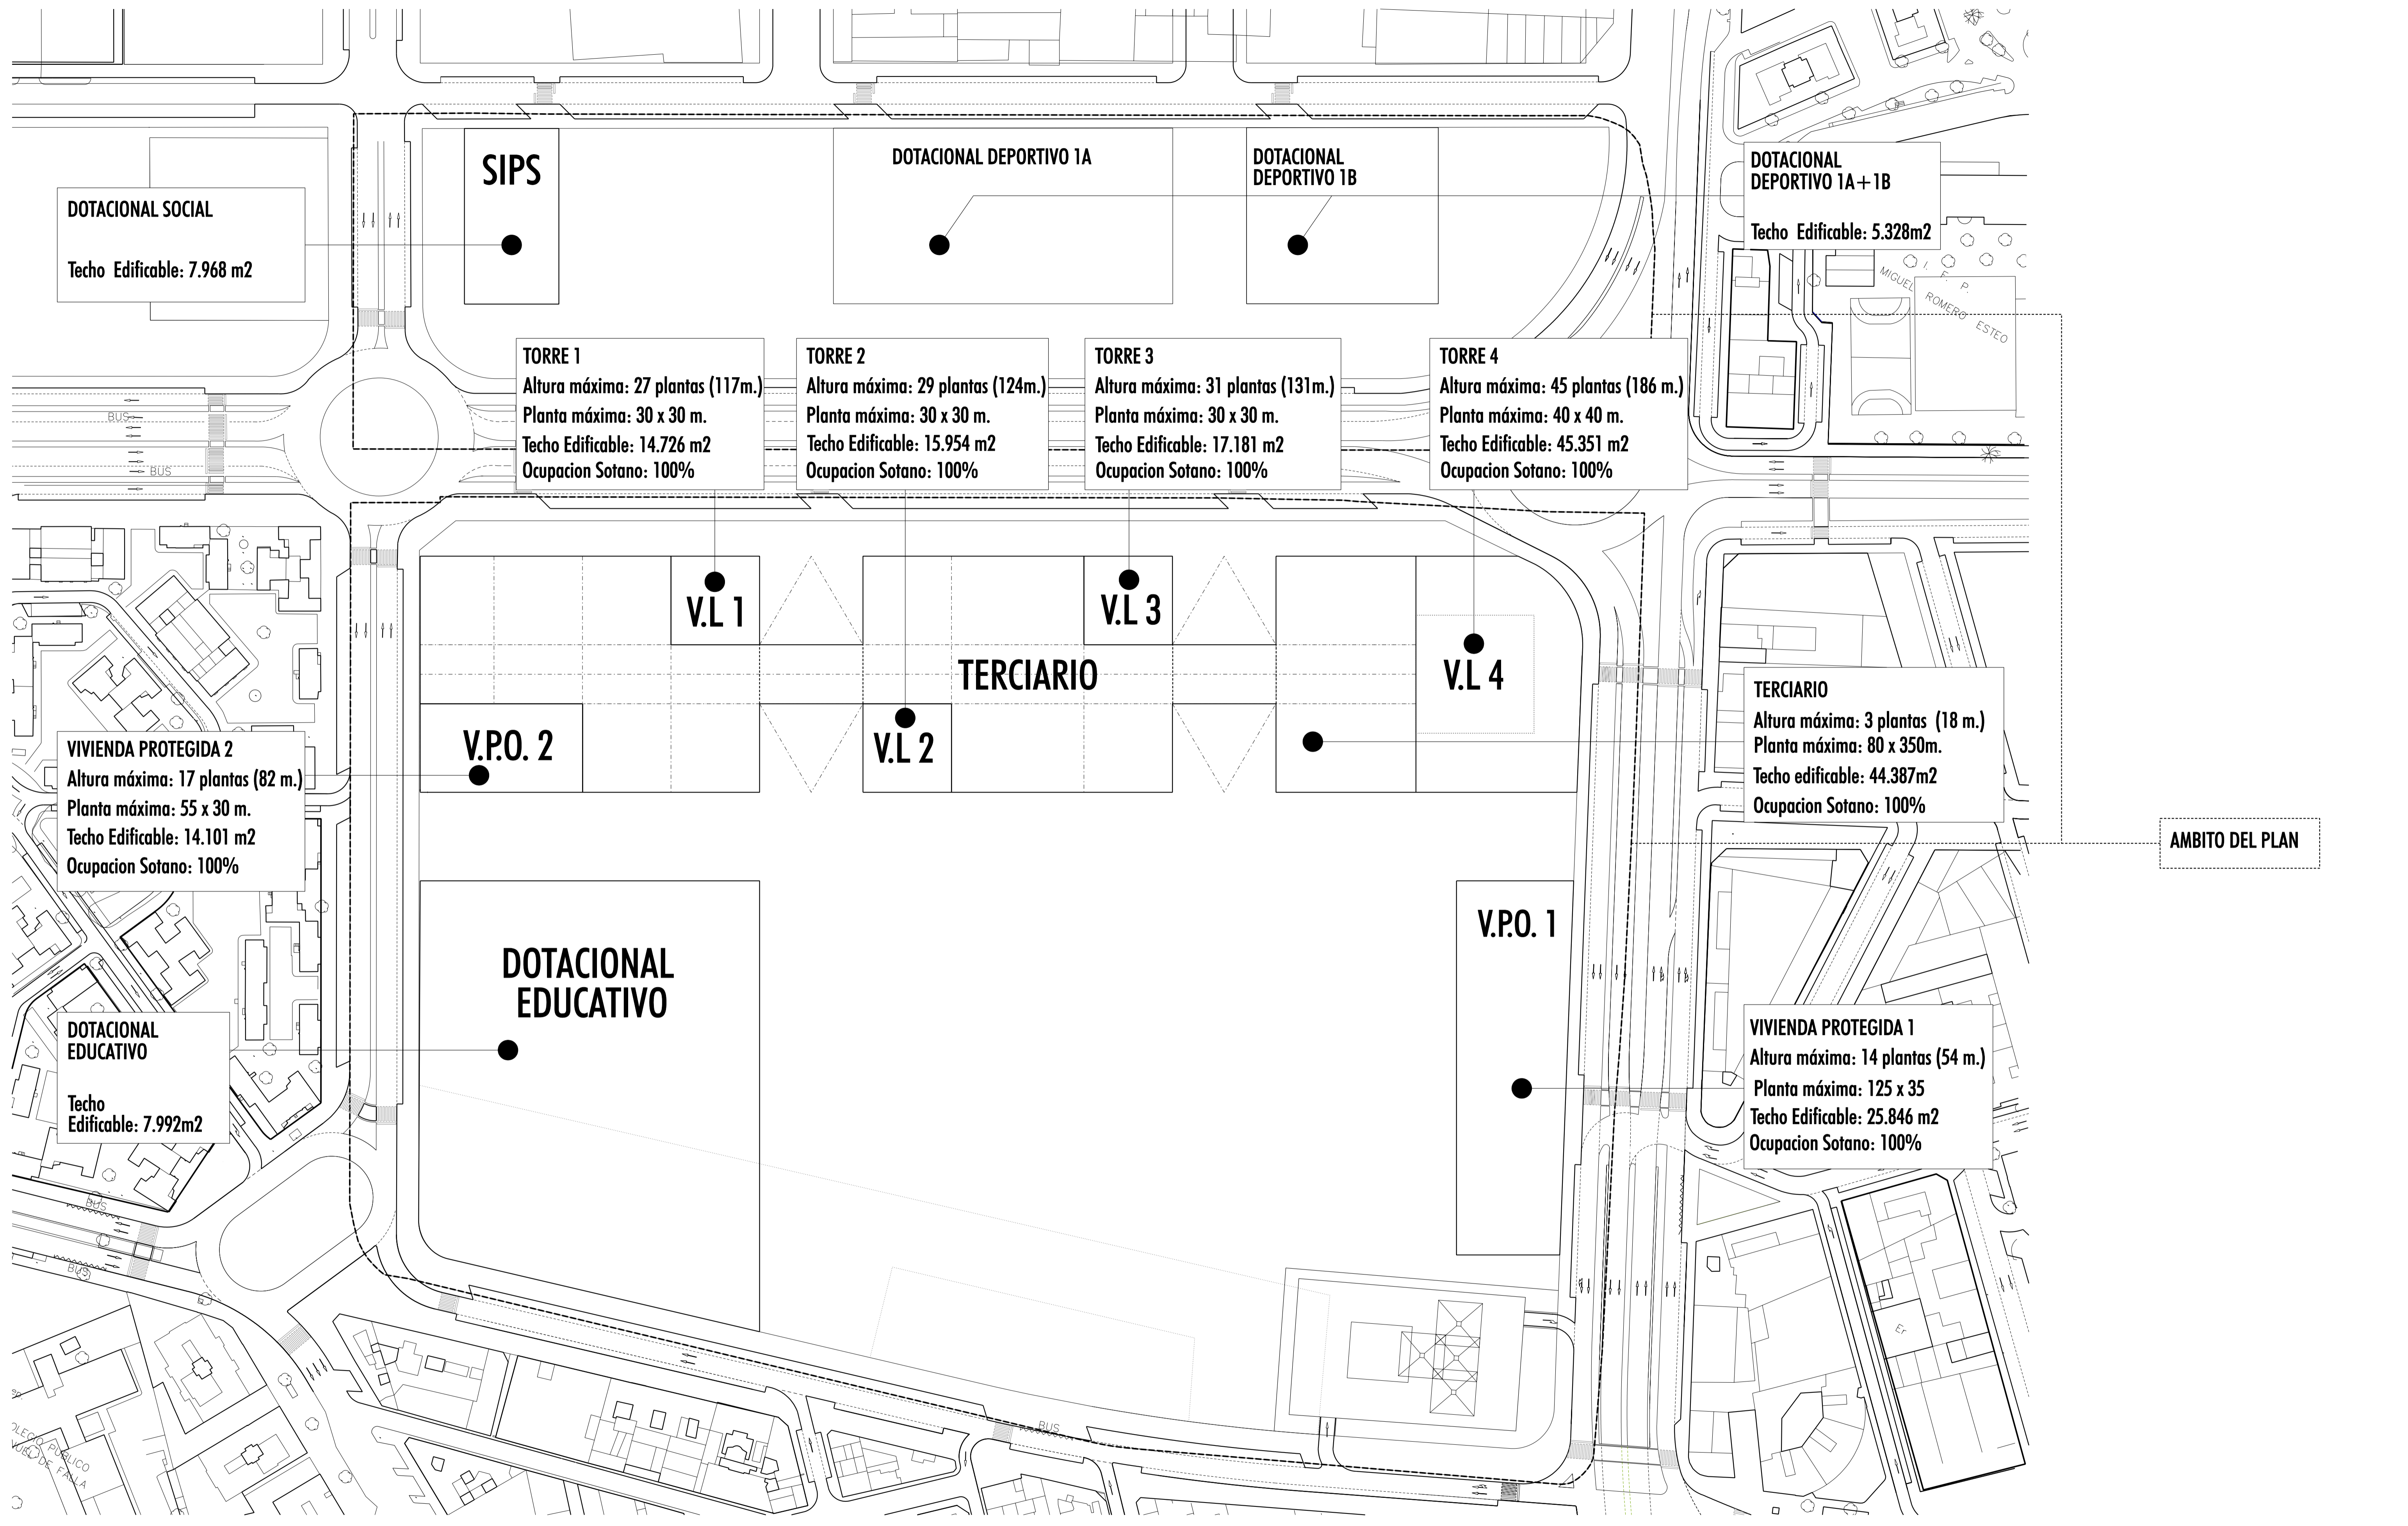 SIPS
DOTACIONAL DEPORTIVO 1A
DOTACIONAL
DEPORTIVO 1B
DOTACIONAL
DEPORTIVO 1A+1B
Techo Edificable: 5.328m2
DOTACIONAL SOCIAL
Techo Edificable: 7.968 m2
I. F. P.
MIGUEL ROMERO ESTEO
TORRE 1
Altura máxima: 27 plantas (117m.)
Planta máxima: 30 x 30 m.
Techo Edificable: 14.726 m2
Ocupacion Sotano: 100%
TORRE 2
Altura máxima: 29 plantas (124m.)
Planta máxima: 30 x 30 m.
Techo Edificable: 15.954 m2
Ocupacion Sotano: 100%
TORRE 3
Altura máxima: 31 plantas (131m.)
Planta máxima: 30 x 30 m.
Techo Edificable: 17.181 m2
Ocupacion Sotano: 100%
TORRE 4
Altura máxima: 45 plantas (186 m.)
Planta máxima: 40 x 40 m.
Techo Edificable: 45.351 m2
Ocupacion Sotano: 100%
BUS
BUS
V.L 1
V.L 3
TERCIARIO
V.L 4
V.P.O. 2
V.L 2
TERCIARIO
Altura máxima: 3 plantas (18 m.)
Planta máxima: 80 x 350m.
Techo edificable: 44.387m2
Ocupacion Sotano: 100%
VIVIENDA PROTEGIDA 2
Altura máxima: 17 plantas (82 m.)
Planta máxima: 55 x 30 m.
Techo Edificable: 14.101 m2
Ocupacion Sotano: 100%
AMBITO DEL PLAN
V.P.O. 1
DOTACIONAL
EDUCATIVO
DOTACIONAL
EDUCATIVO
Techo
Edificable: 7.992m2
VIVIENDA PROTEGIDA 1
Altura máxima: 14 plantas (54 m.)
Planta máxima: 125 x 35
Techo Edificable: 25.846 m2
Ocupacion Sotano: 100%
BUS
BUS
Er
BUS
PUBLICO
DE FALLA